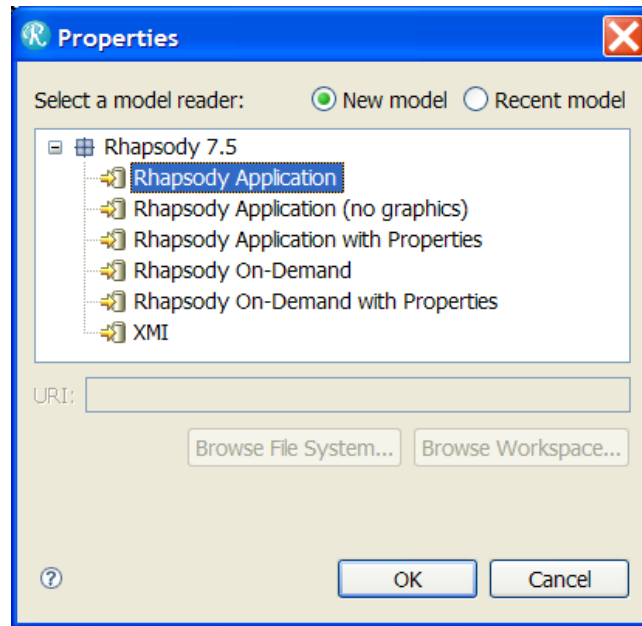 Properties
Select a model reader: New model Recent model
Rhapsody 7.5
Rhapsody Application
Rhapsody Application (no graphics)
Rhapsody Application with Properties
Rhapsody On-Demand
Rhapsody On-Demand with Properties
XMI
URI:
Browse File System... Browse Workspace...
OK Cancel